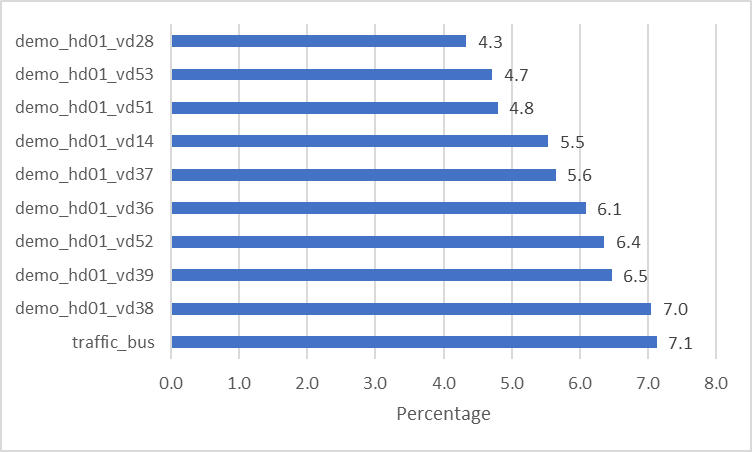 demo_hd01_vd28 4.3
demo_hd01_vd53 4.7
demo_hd01_vd51 4.8
demo_hd01_vd14 5.5
demo_hd01_vd37 5.6
demo_hd01_vd36 6.1
demo_hd01_vd52 6.4
demo_hd01_vd39 6.5
demo_hd01_vd38 7.0
traffic_bus 7.1
0.0 1.0 2.0 3.0 4.0 5.0 6.0 7.0 8.0
Percentage